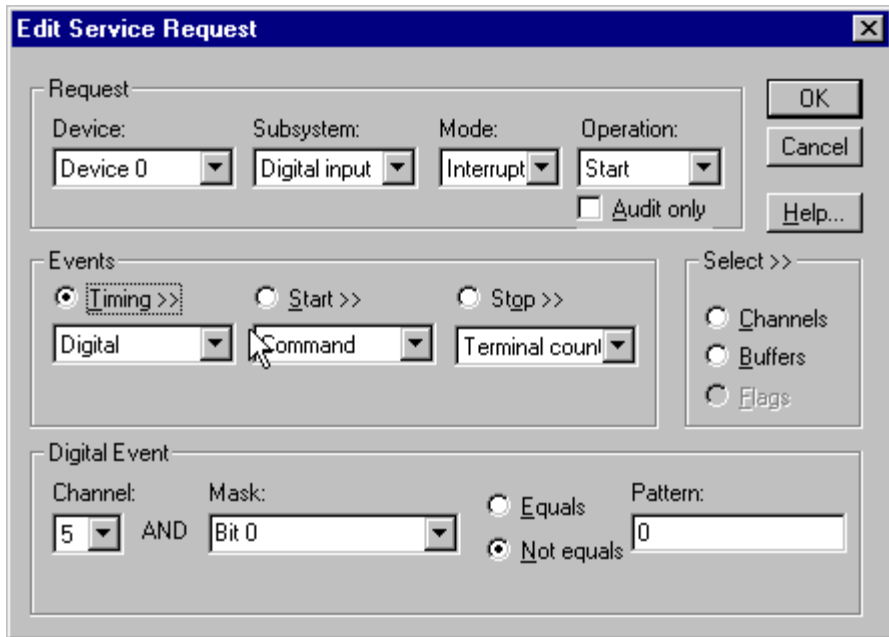 Edit Service Request
Request
OK
Device: Subsystem: Mode: Operation:
Device 0 Digital input Interrupt Start
Cancel
Audit only
Help...
Events
Timing >> Start >> Stop >>
Digital Command Terminal count
Select >>
Channels
Buffers
Flags
Digital Event
Channel: Mask: Pattern:
5 AND Bit 0 Equals 0
Not equals